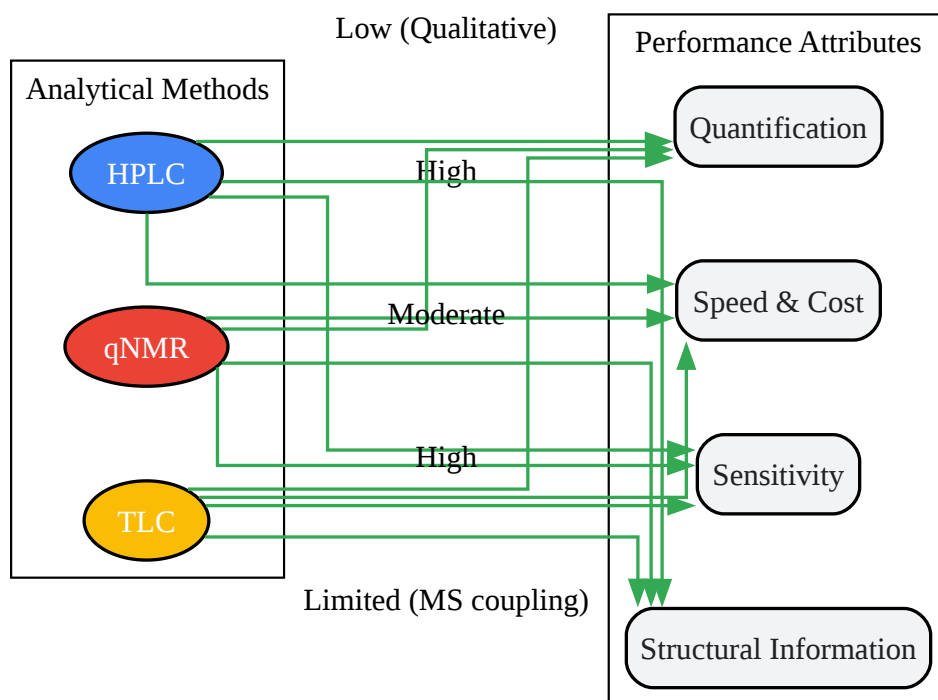 Low (Qualitative)
Performance Attributes
Analytical Methods
Quantification
HPLC
High
Speed & Cost
Moderate
qNMR
High
Sensitivity
TLC
Limited (MS coupling)
Structural Information